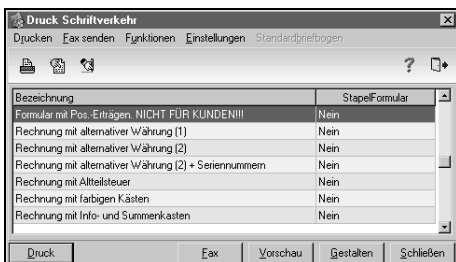 Druck Schriftverkehr
Drucken Fax senden Funktionen Einstellungen Standardbriefbogen
Bezeichnung StapelFormular
Formular mit Pos.-Erträgen. NICHT FÜR KUNDEN!!! Nein
Rechnung mit alternativer Währung (1) Nein
Rechnung mit alternativer Währung (2) Nein
Rechnung mit alternativer Währung (2) + Seriennummern Nein
Rechnung mit Altteilsteuer Nein
Rechnung mit farbigen Kästen Nein
Rechnung mit Info- und Summenkasten Nein
Druck Fax Vorschau Gestalten Schließen